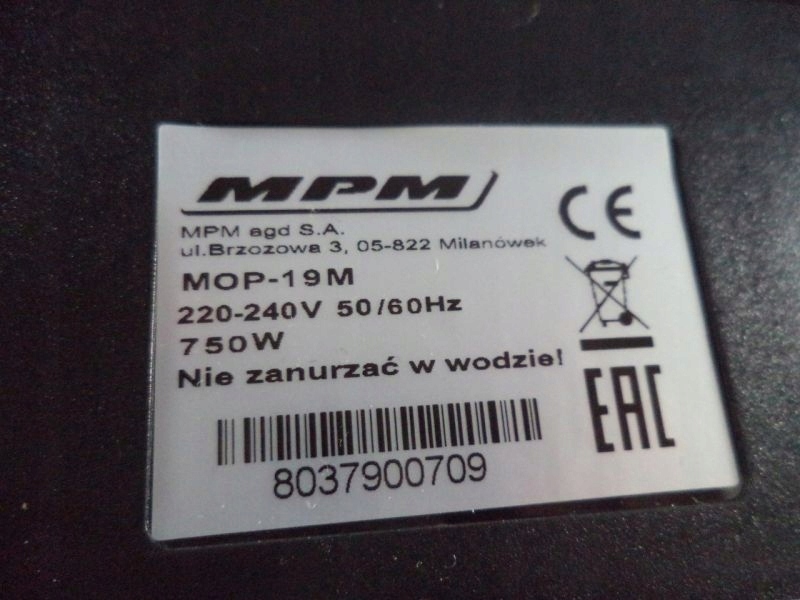 MPM
MPM agd S.A.
ul.Brzozowa 3, 05-822 Milanówek
MOP-19M
220-240V 50/60Hz
750W
Nie zanurzać w wodzie!
CE
EAC
8037900709